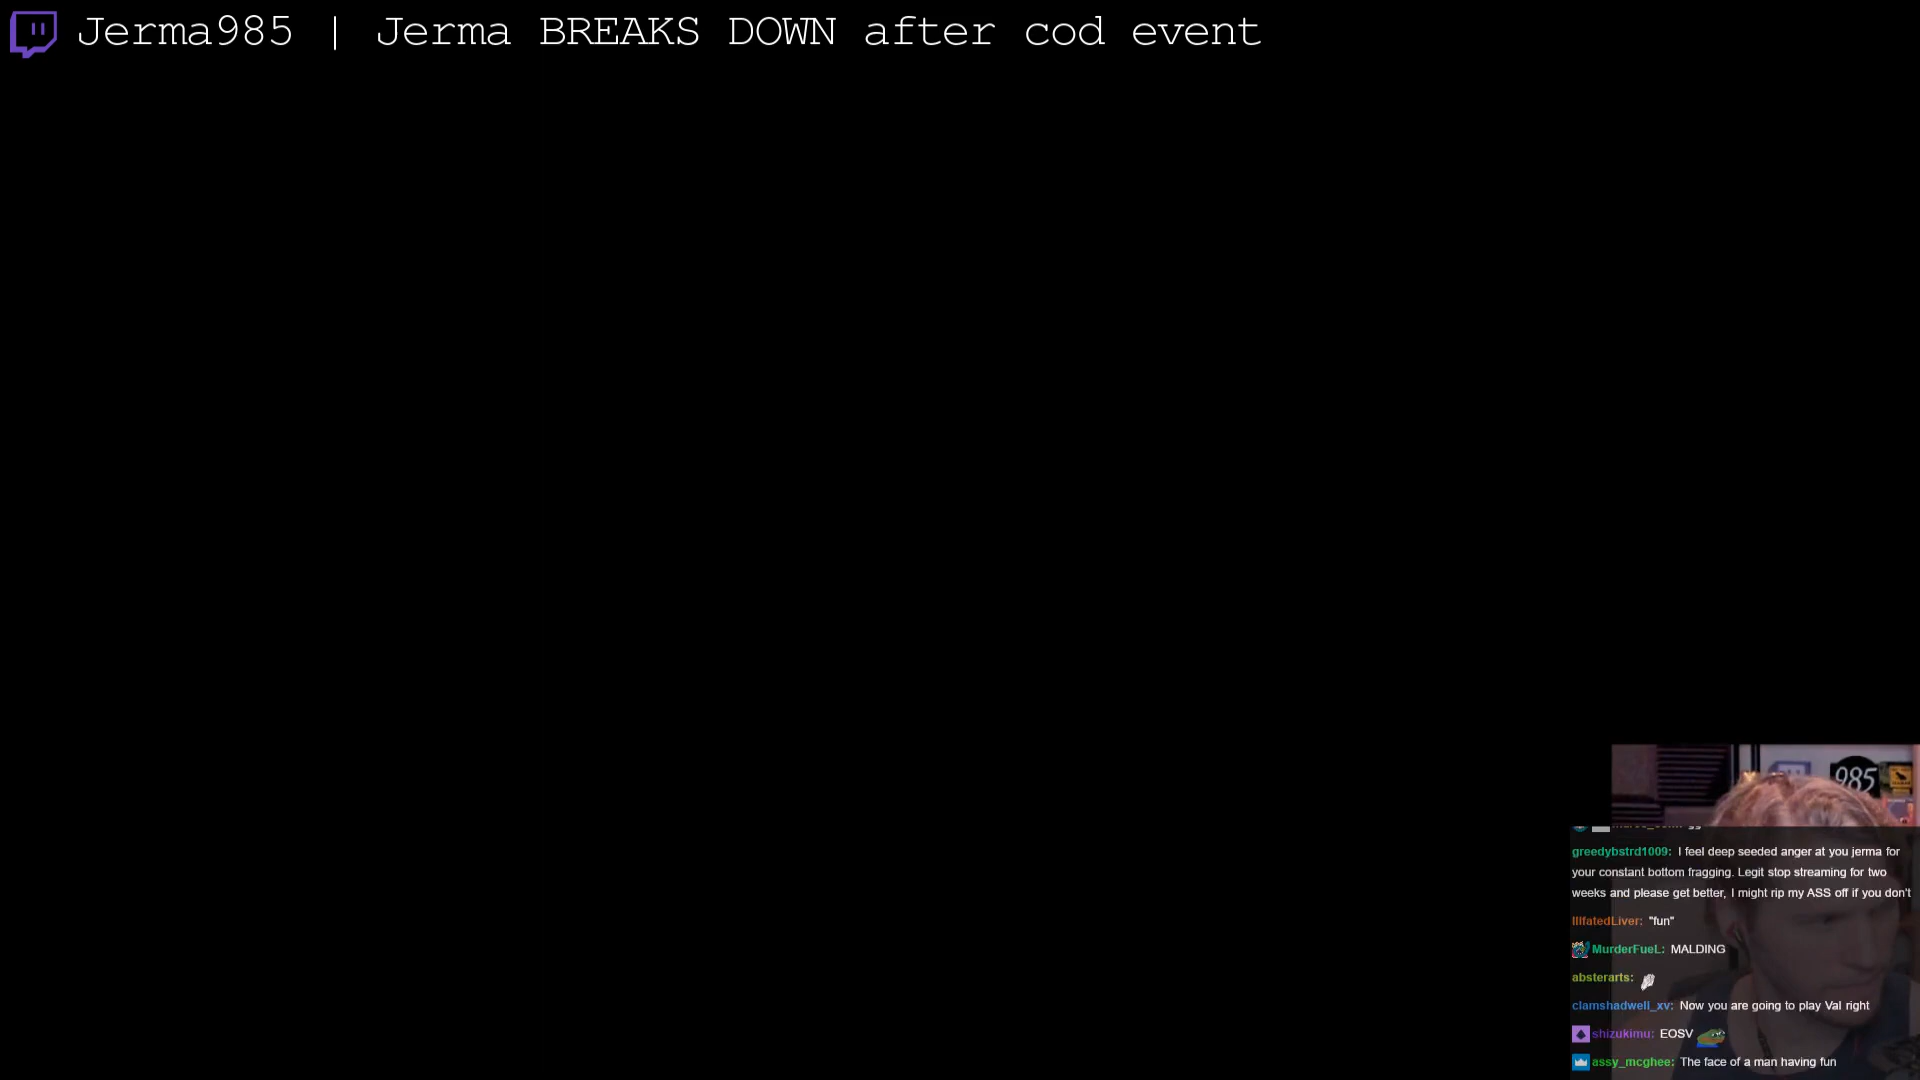 Jerma985 | Jerma BREAKS DOWN after cod event
985
greedybstrd1009: I feel deep seeded anger at you jerma for
your constant bottom fragging. Legit stop streaming for two
weeks and please get better, I might rip my ASS off if you don't
IllfatedLiver: "fun"
MurderFueL: MALDING
absterarts:
clamshadwell_xv: Now you are going to play Val right
shizukimu: EOSV
assy_mcghee: The face of a man having fun